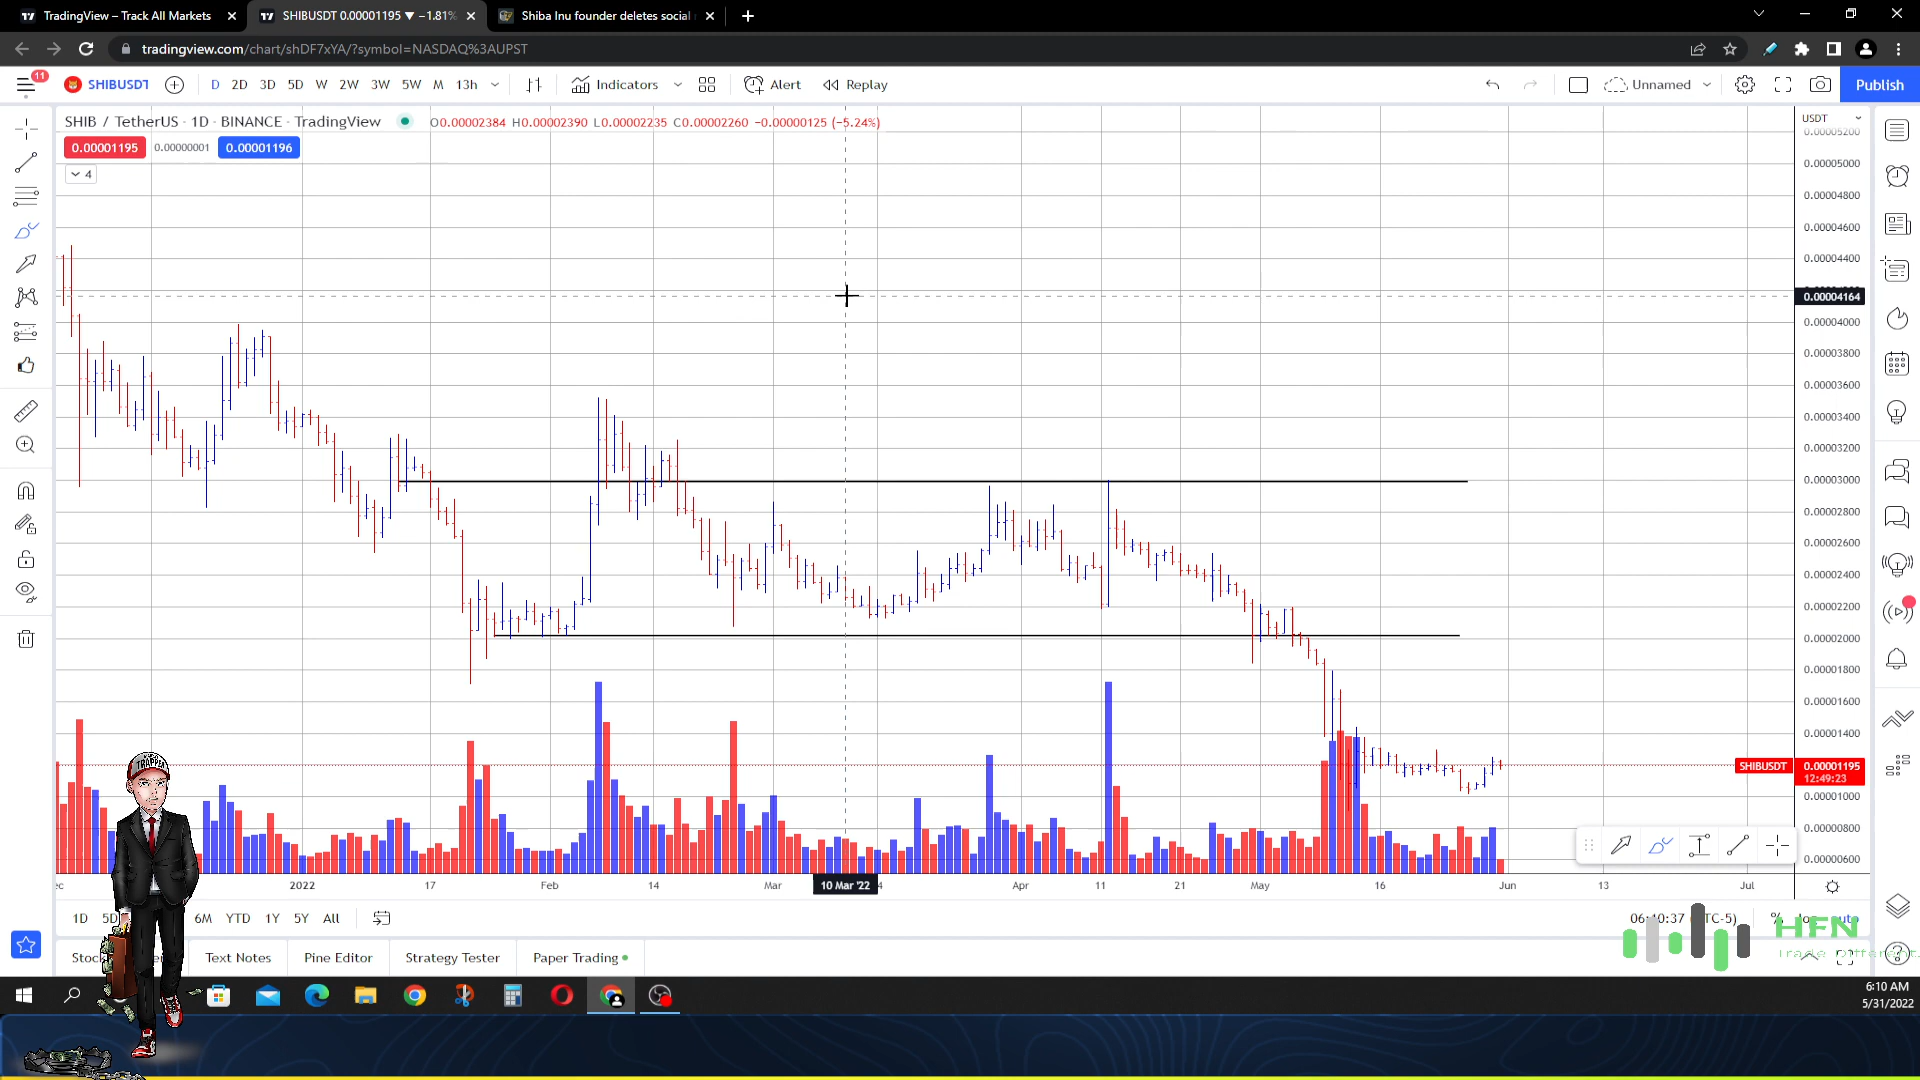 TradingView – Track All Markets
SHIBUSDT 0.00001195 ▼ −1.81%
Shiba Inu founder deletes social
tradingview.com/chart/shDF7xYA/?symbol=NASDAQ%3AUPST
11
SHIBUSDT
D 2D 3D 5D W 2W 3W 5W M 13h
Indicators
Alert
Replay
Unnamed
Publish
SHIB / TetherUS · 1D · BINANCE · TradingView
O0.00002384 H0.00002390 L0.00002235 C0.00002260 −0.00000125 (−5.24%)
USDT
0.00001195 0.00000001 0.00001196
4
0.00005200
0.00005000
0.00004800
0.00004600
0.00004400
0.00004164
0.00004000
0.00003800
0.00003600
0.00003400
0.00003200
0.00003000
0.00002800
0.00002600
0.00002400
0.00002200
0.00002000
0.00001800
0.00001600
0.00001400
SHIBUSDT 0.00001195
12:49:23
0.00001000
0.00000800
0.00000600
TRAPPER
2022 17 Feb 14 Mar 10 Mar '22 Apr 11 21 May 16 Jun 13 Jul
1D 6M YTD 1Y 5Y All
%
HFN
Trade Different.
Text Notes
Pine Editor
Strategy Tester
Paper Trading
6:10 AM
5/31/2022